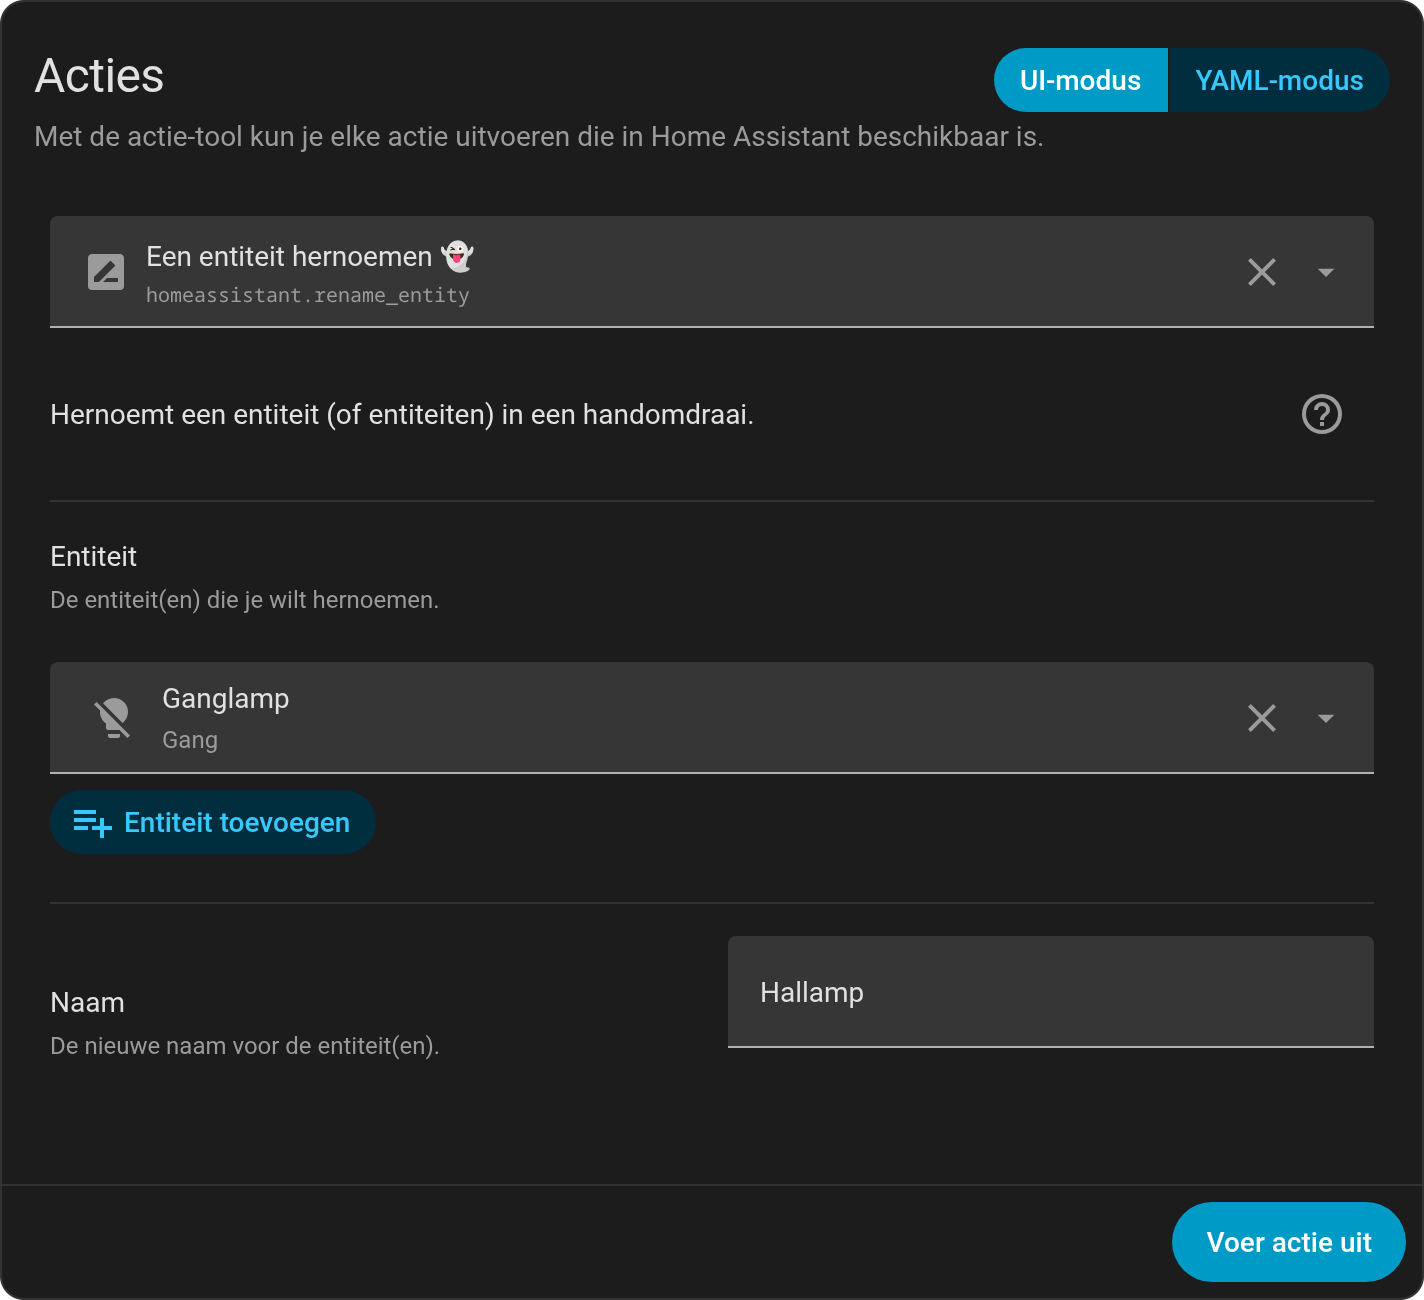 Acties
UI-modus
YAML-modus
Met de actie-tool kun je elke actie uitvoeren die in Home Assistant beschikbaar is.
Een entiteit hernoemen 👻
homeassistant.rename_entity
Hernoemt een entiteit (of entiteiten) in een handomdraai.
Entiteit
De entiteit(en) die je wilt hernoemen.
Ganglamp
Gang
Entiteit toevoegen
Naam
De nieuwe naam voor de entiteit(en).
Hallamp
Voer actie uit